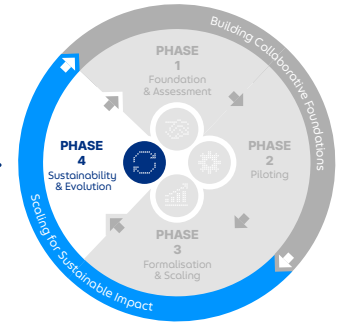 Building Collaborative Foundations
PHASE
1
Foundation
& Assessment
PHASE
2
Piloting
PHASE
3
Formalisation
& Scaling
PHASE
4
Sustainability
& Evolution
Scaling for Sustainable Impact